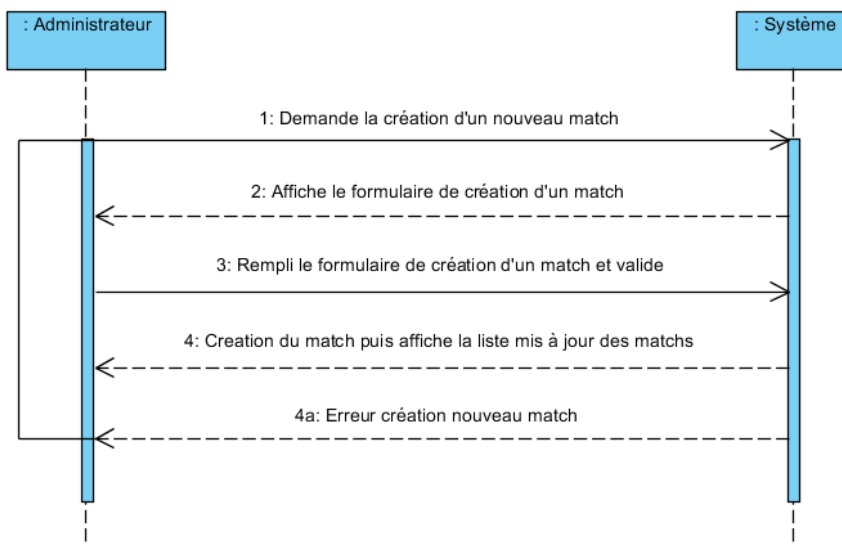 : Administrateur
: Système
1: Demande la création d'un nouveau match
2: Affiche le formulaire de création d'un match
3: Rempli le formulaire de création d'un match et valide
4: Creation du match puis affiche la liste mis à jour des matchs
4a: Erreur création nouveau match